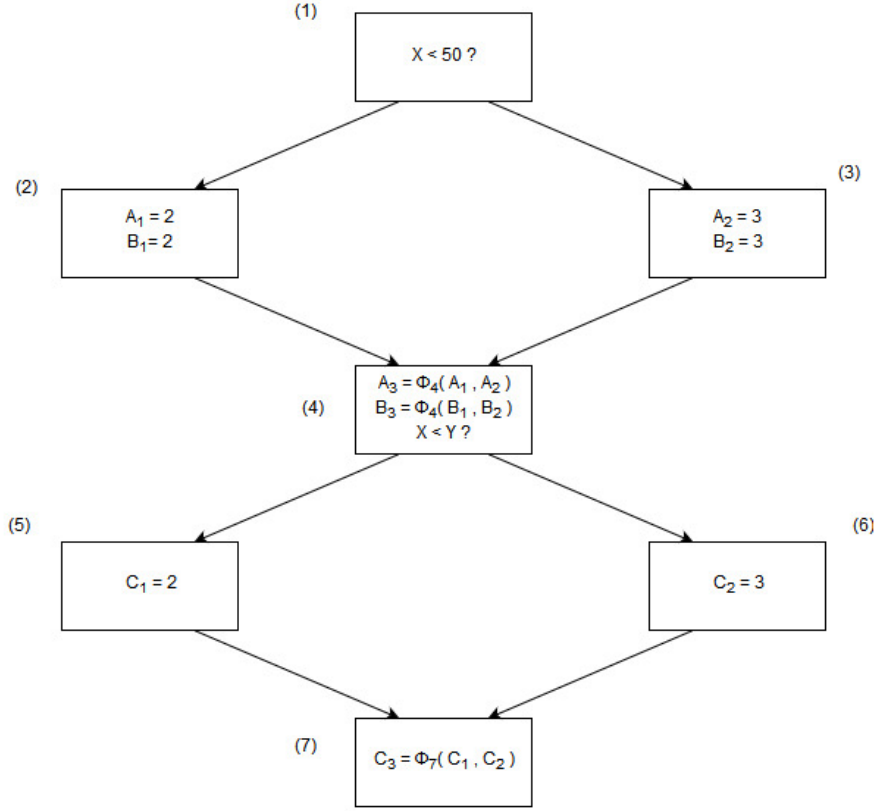 (1)
X < 50 ?
(2)
(3)
A₁ = 2
B₁= 2
A₂ = 3
B₂ = 3
(4)
A₃ = Φ₄( A₁ , A₂ )
B₃ = Φ₄( B₁ , B₂ )
X < Y ?
(5)
(6)
C₁ = 2
C₂ = 3
(7)
C₃ = Φ₇( C₁ , C₂ )